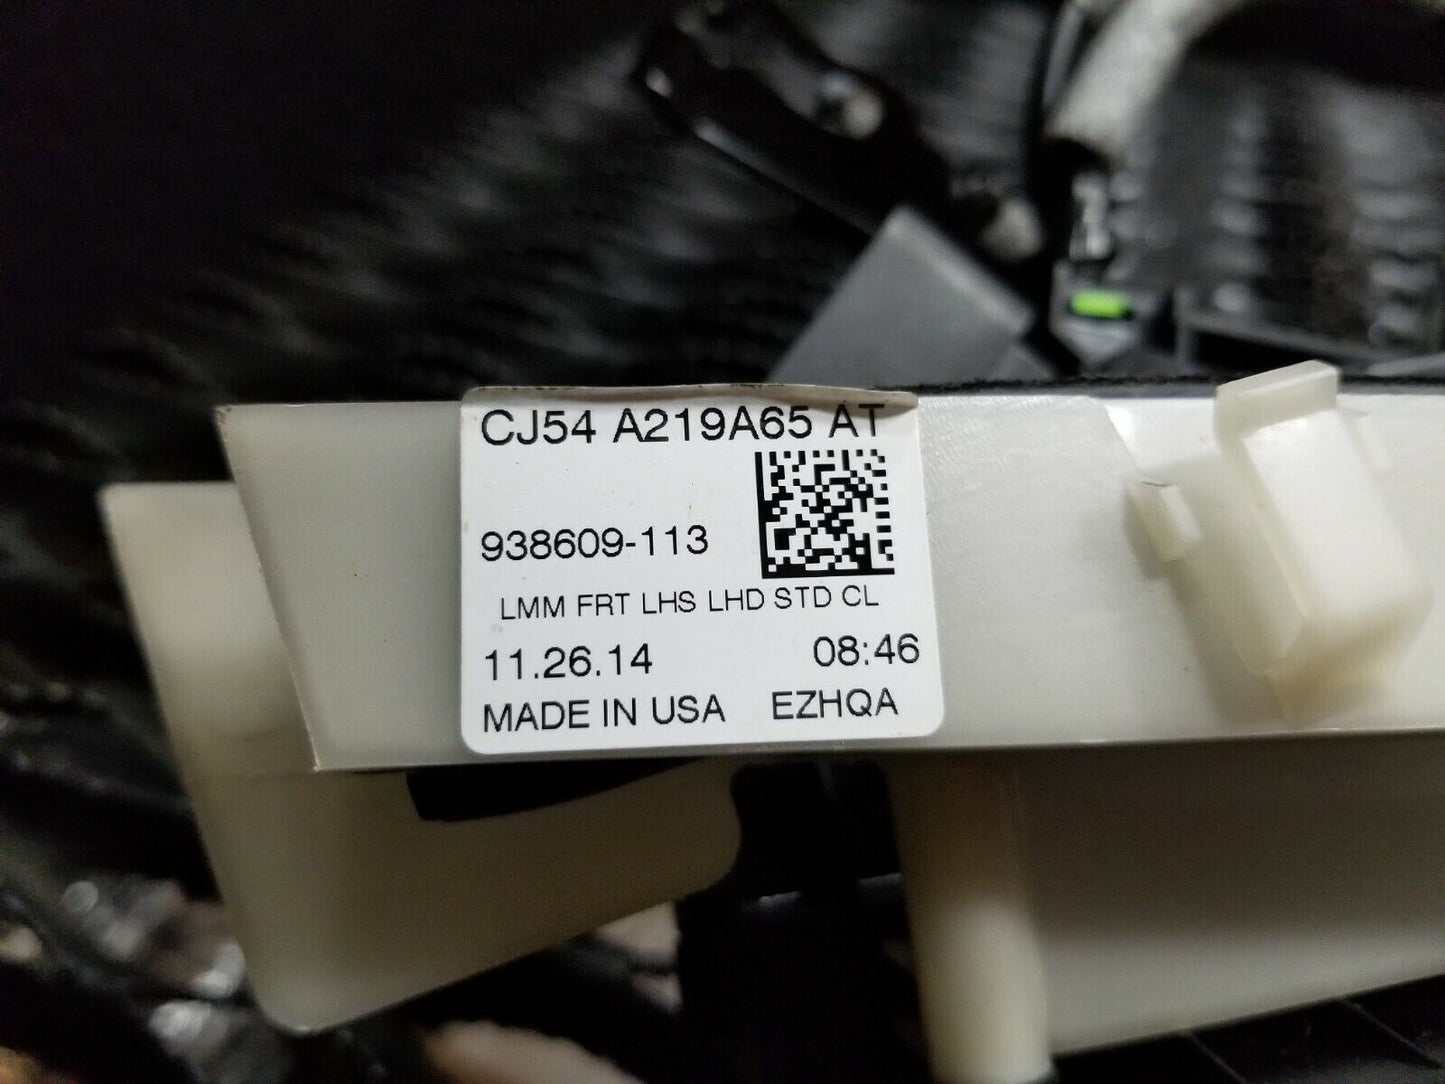 CJ54 A219A65 AT
938609-113
LMM FRT LHS LHD STD CL
11.26.14 08:46
MADE IN USA EZHQA